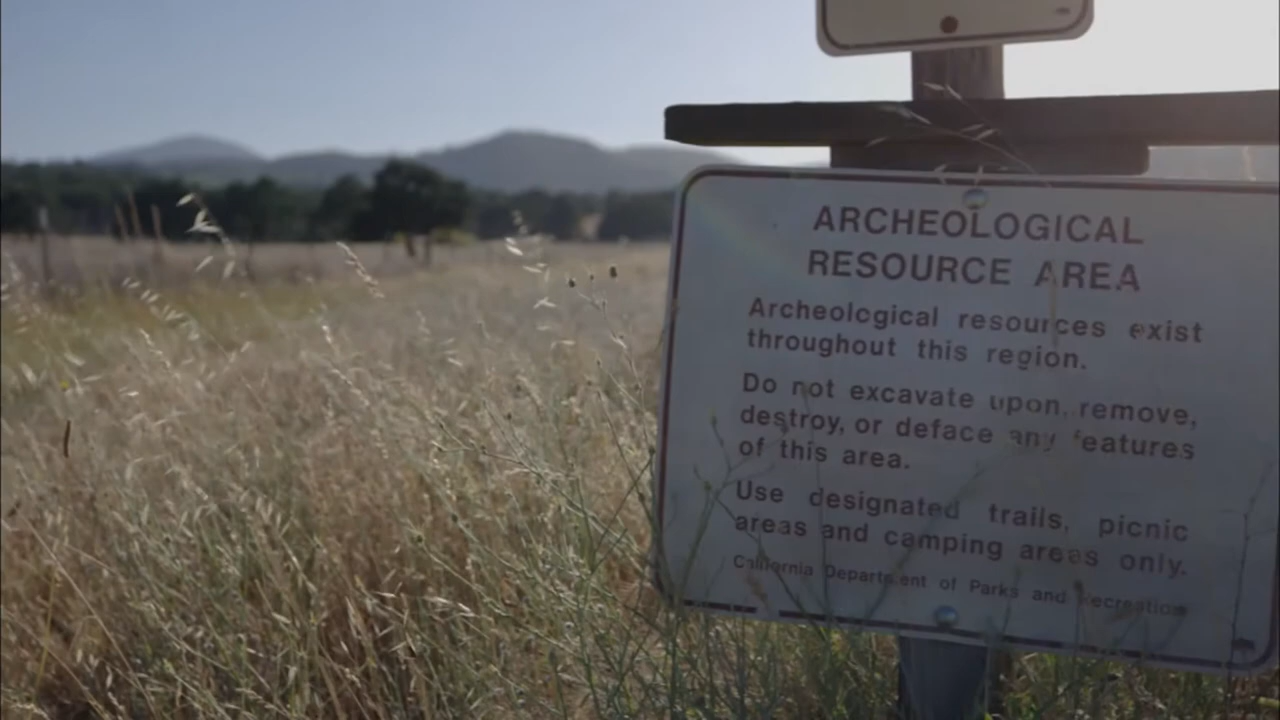 ARCHEOLOGICAL
RESOURCE AREA
Archeological resources exist
throughout this region.
Do not excavate upon, remove,
destroy, or deface any features
of this area.
Use designated trails, picnic
areas and camping areas only.
California Department of Parks and Recreation